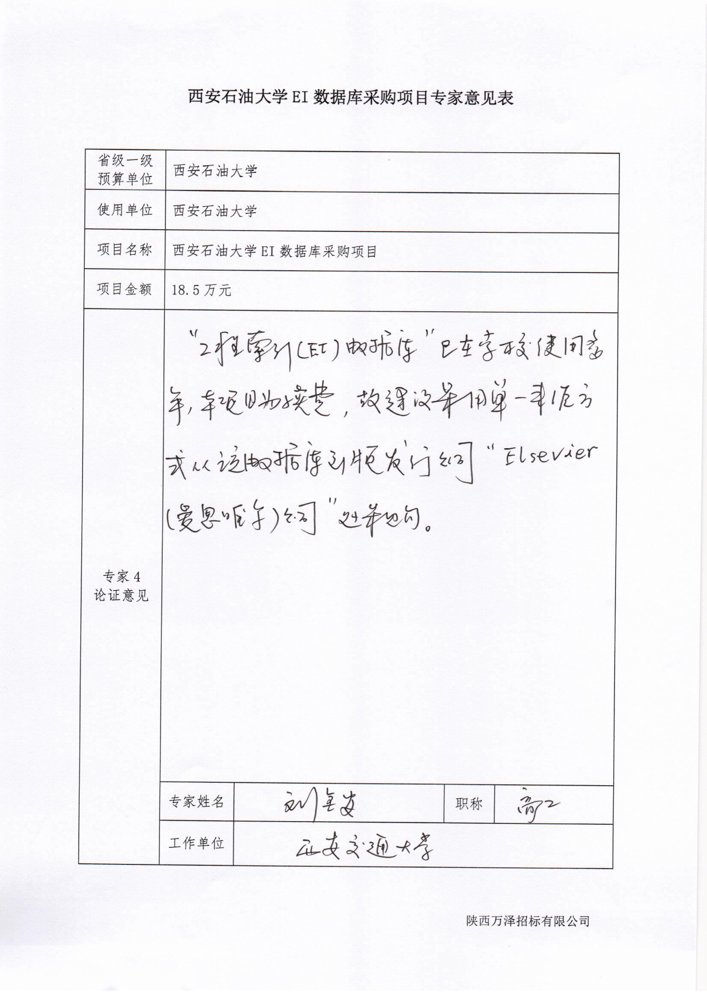 西安石油大学EI数据库采购项目专家意见表
省级一级
预算单位
西安石油大学
使用单位
西安石油大学
项目名称
西安石油大学EI数据库采购项目
项目金额
18.5万元
“工程索引(EI)数据库”已在学校使用多
年,本项目为续费,故建议采用单一来源方
式从该数据库出版发行公司“Elsevier
(爱思唯尔)公司”处采购。
专家4
论证意见
专家姓名
刘全发
职称
高工
工作单位
西安交通大学
陕西万泽招标有限公司